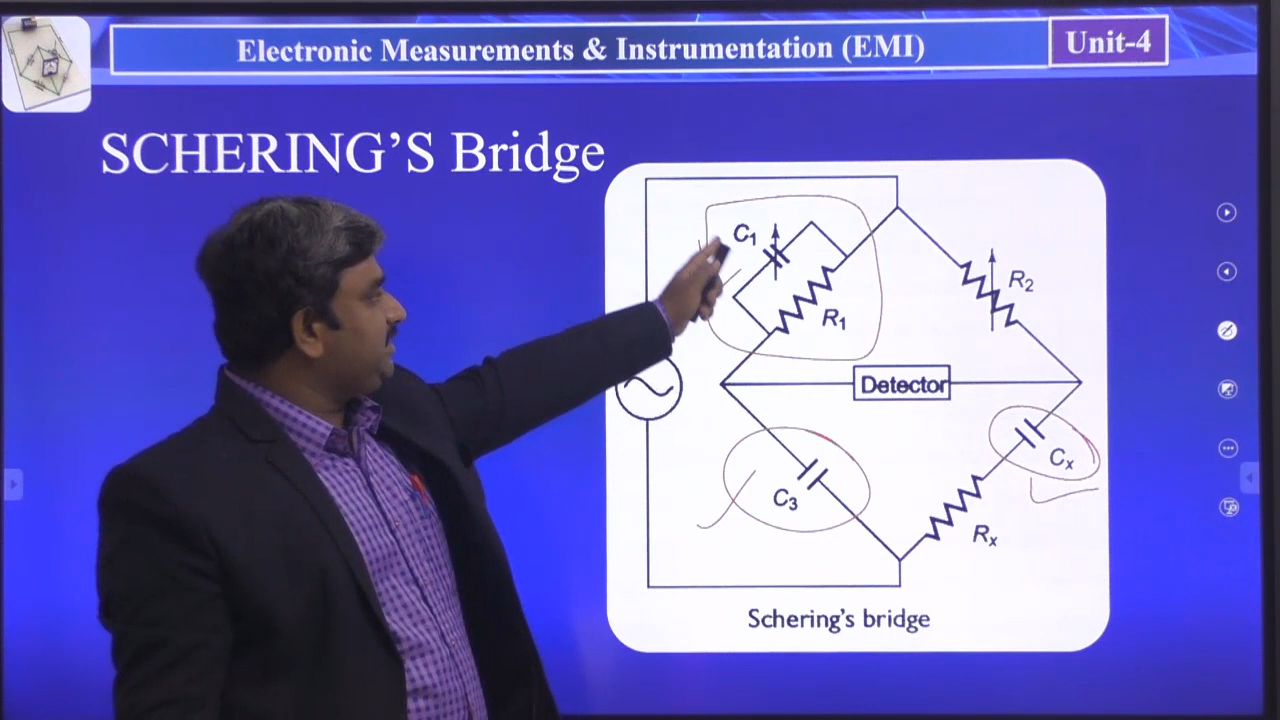 Electronic Measurements & Instrumentation (EMI)
Unit-4
SCHERING'S Bridge
C1
R1
R2
Detector
C3
Cx
Rx
Schering's bridge